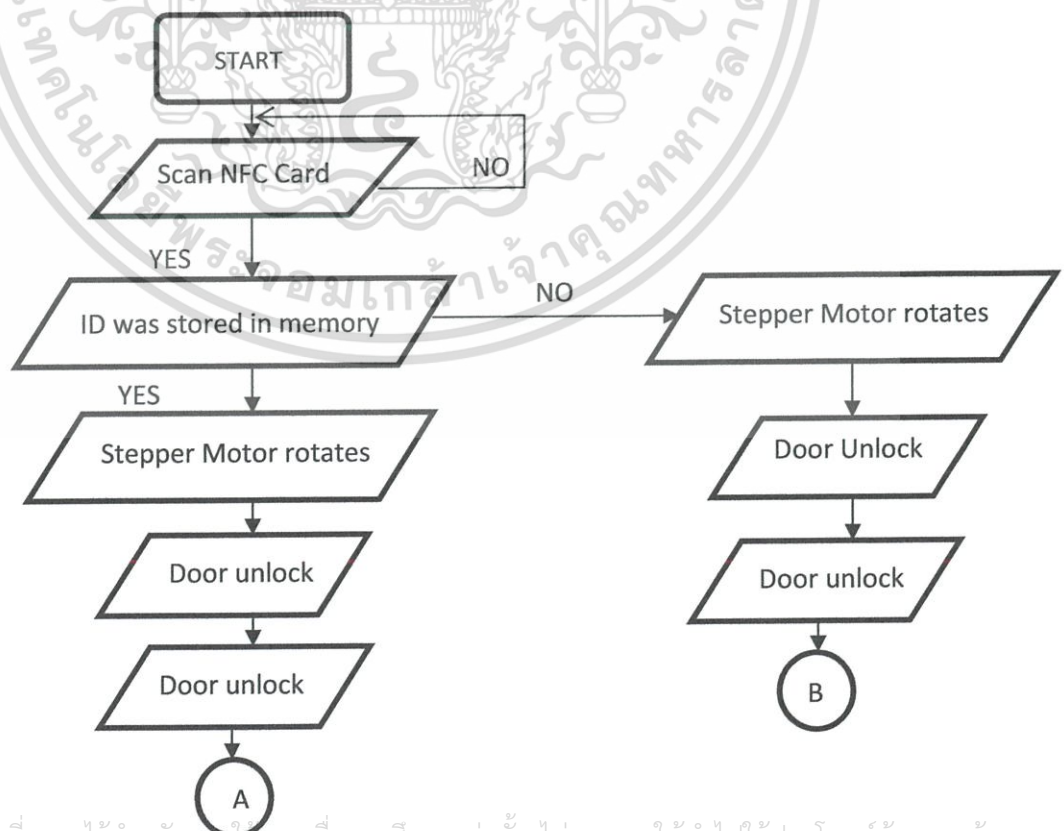 START
Scan NFC Card
NO
YES
ID was stored in memory
NO
Stepper Motor rotates
YES
Stepper Motor rotates
Door Unlock
Door unlock
Door unlock
Door unlock
B
A